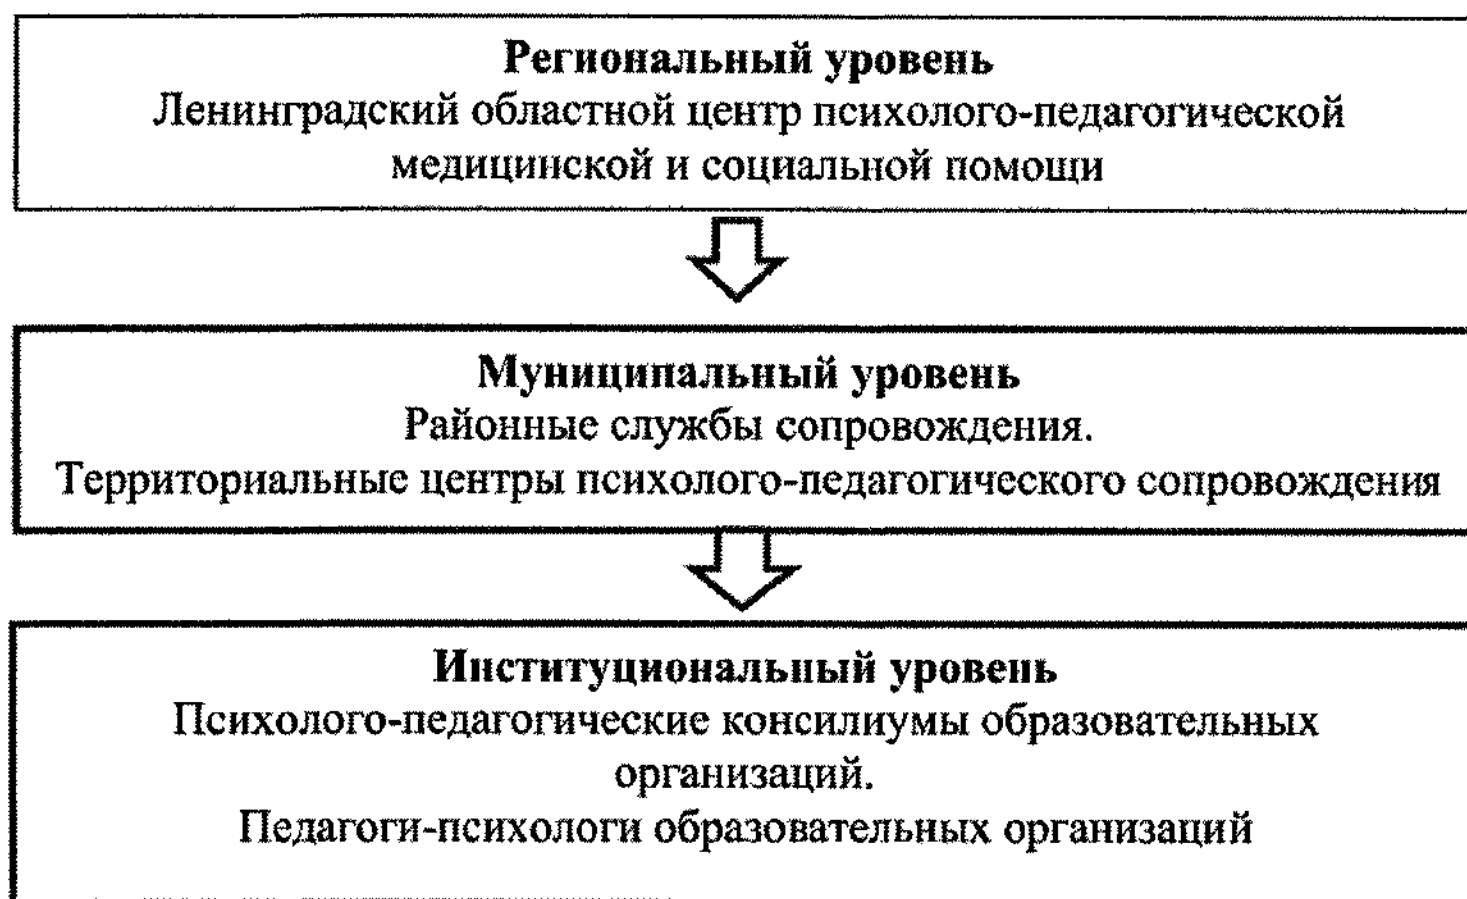 Региональный уровень
Ленинградский областной центр психолого-педагогической
медицинской и социальной помощи
Муниципальный уровень
Районные службы сопровождения.
Территориальные центры психолого-педагогического сопровождения
Институциональный уровень
Психолого-педагогические консилиумы образовательных
организаций.
Педагоги-психологи образовательных организаций